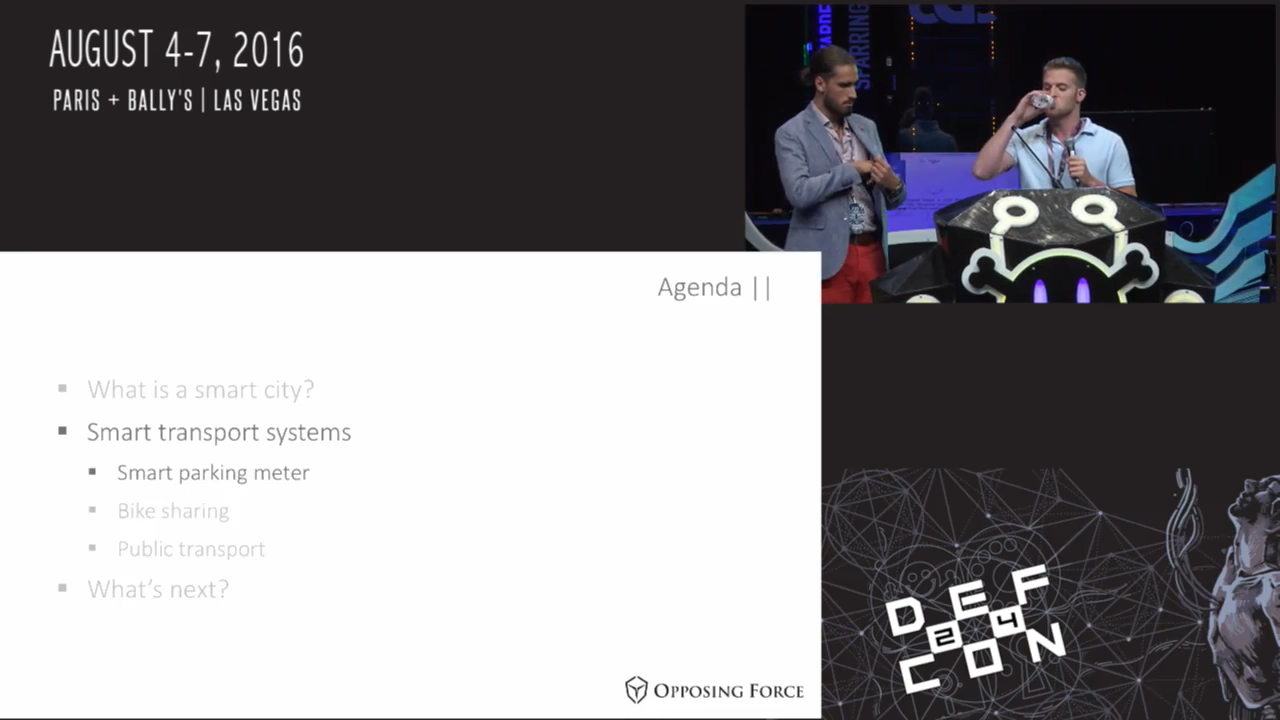 AUGUST 4-7, 2016
PARIS + BALLY'S | LAS VEGAS
SPARRING
Agenda ||
What is a smart city?
Smart transport systems
Smart parking meter
Bike sharing
Public transport
What's next?
OPPOSING FORCE
DEF
24
CON